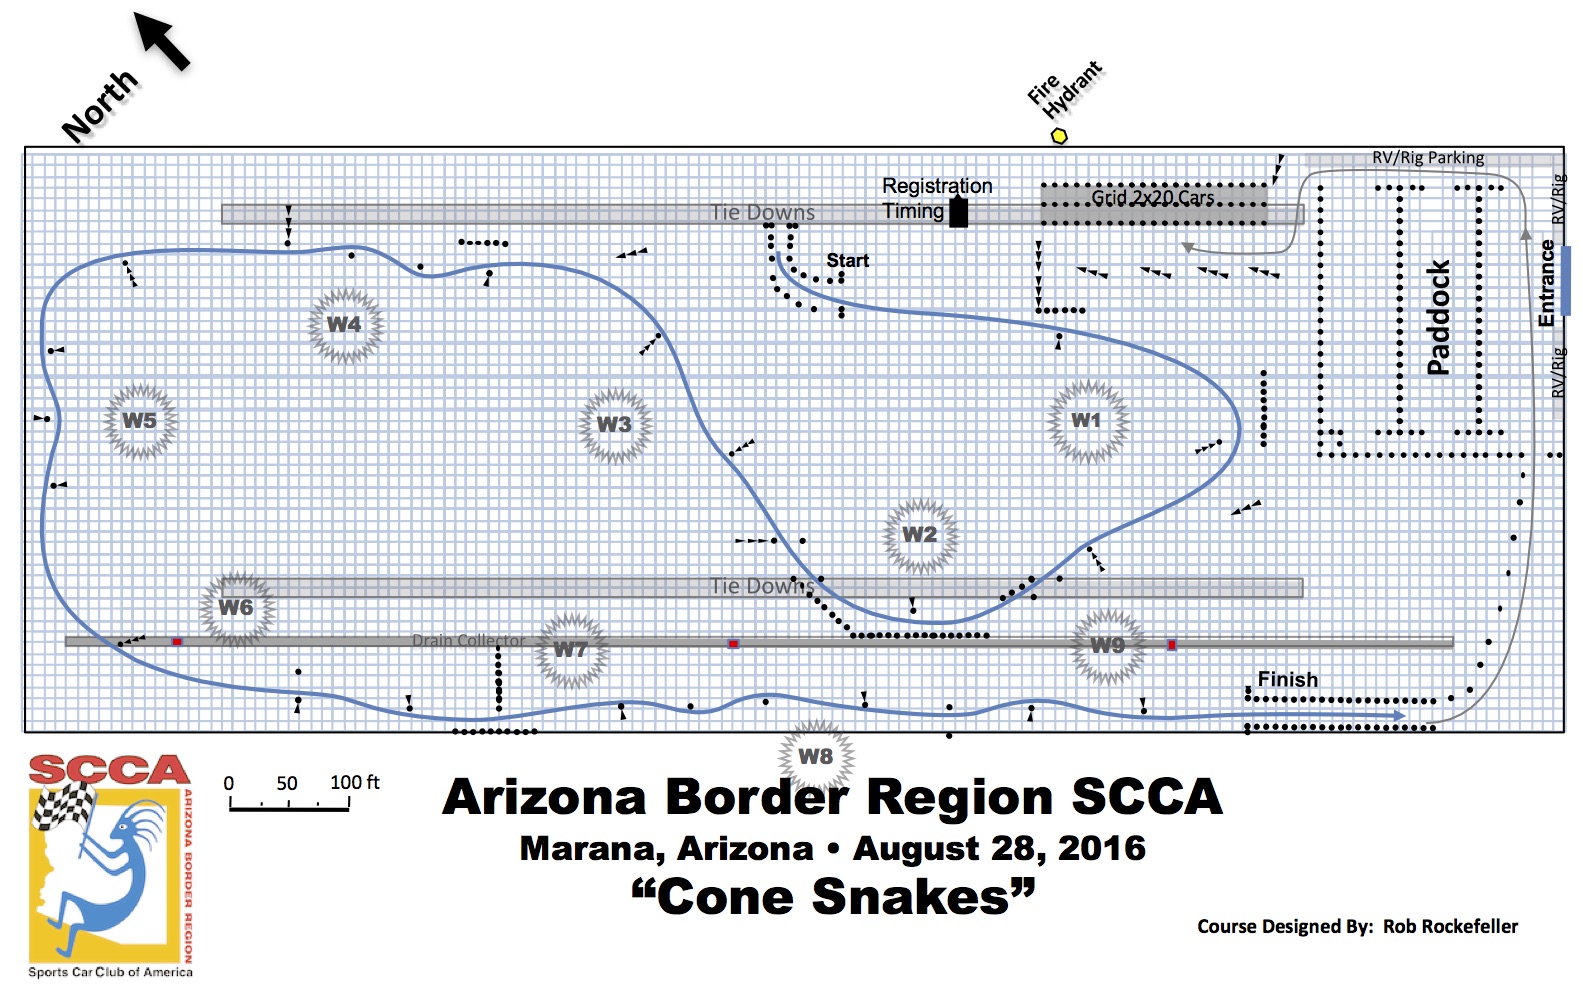 North
Fire
Hydrant
RV/Rig Parking
RV/Rig
Registration
Timing
Tie Downs
Grid 2x20 Cars
Start
Paddock
Entrance
RV/Rig
W4
W3
W5
W1
W2
Tie Downs
W6
Drain Collector
W7
W9
Finish
W8
SCCA
ARIZONA BORDER REGION
Sports Car Club of America
0 50 100 ft
Arizona Border Region SCCA
Marana, Arizona • August 28, 2016
“Cone Snakes”
Course Designed By: Rob Rockefeller